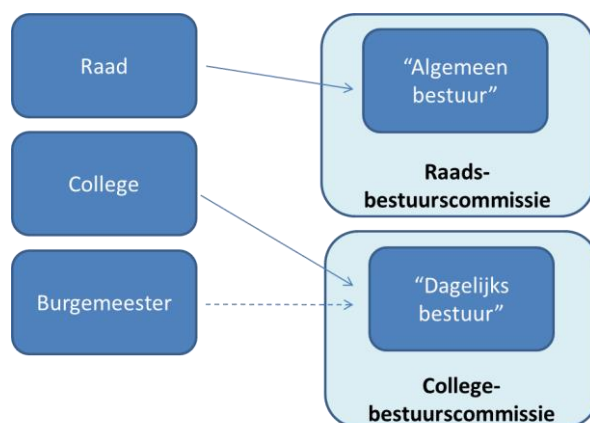 Raad
College
Burgemeester
“Algemeen
bestuur”
Raads-
bestuurscommissie
“Dagelijks
bestuur”
College-
bestuurscommissie